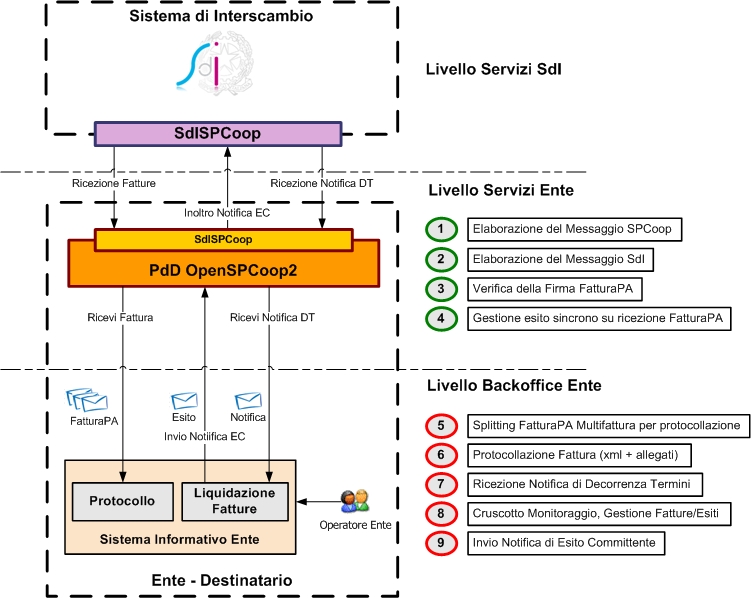 Sistema di Interscambio
Sdi
Livello Servizi SdI
SdISPCoop
Ricezione Fatture
Ricezione Notifica DT
Inoltro Notifica EC
Livello Servizi Ente
SdISPCoop
PdD OpenSPCoop2
1 Elaborazione del Messaggio SPCoop
2 Elaborazione del Messaggio SdI
3 Verifica della Firma FatturaPA
4 Gestione esito sincrono su ricezione FatturaPA
Ricevi Fattura
Ricevi Notifica DT
Livello Backoffice Ente
FatturaPA
Esito
Notifica
Invio Notiifica EC
5 Splitting FatturaPA Multifattura per protocollazione
6 Protocollazione Fattura (xml + allegati)
7 Ricezione Notifica di Decorrenza Termini
8 Cruscotto Monitoraggio, Gestione Fatture/Esiti
9 Invio Notifica di Esito Committente
Protocollo
Liquidazione
Fatture
Sistema Informativo Ente
Operatore Ente
Ente - Destinatario